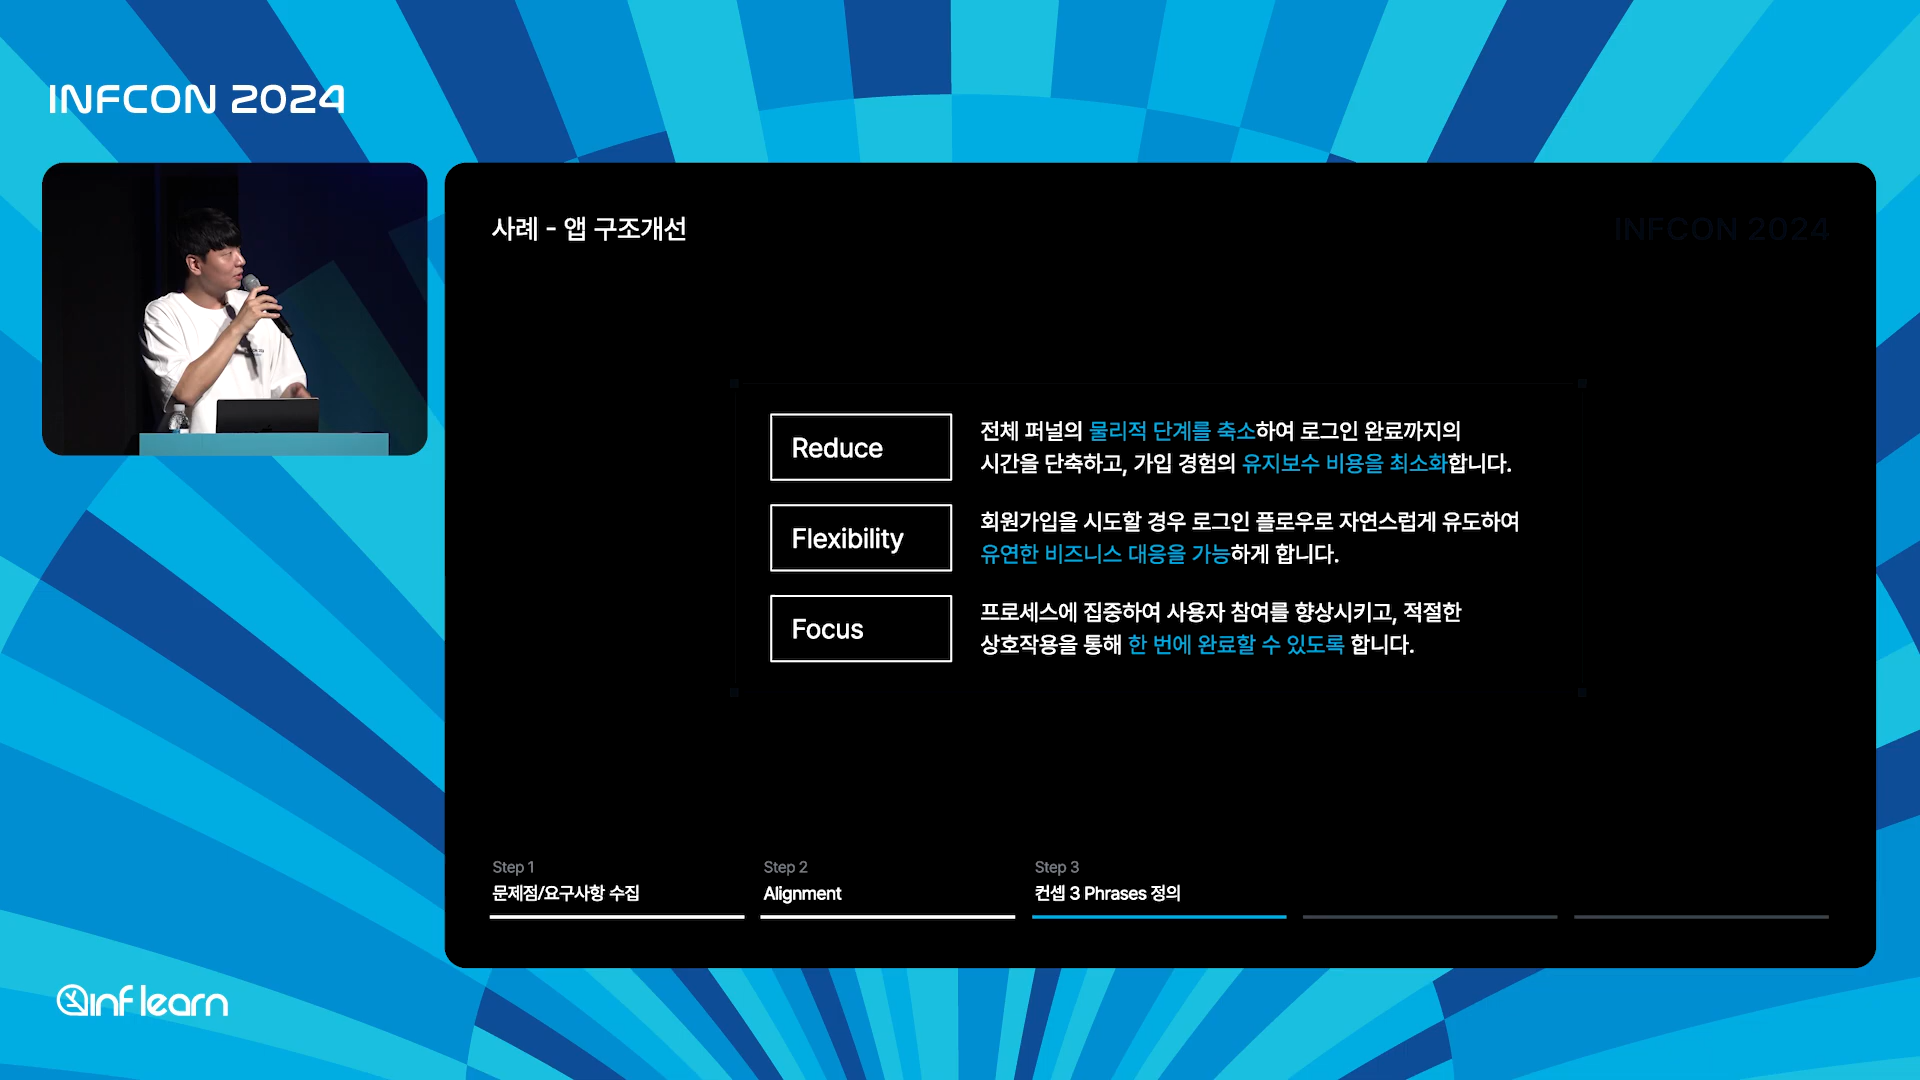 INFCON 2024
사례 - 앱 구조개선
INFCON 2024
Reduce
전체 퍼널의 물리적 단계를 축소하여 로그인 완료까지의
시간을 단축하고, 가입 경험의 유지보수 비용을 최소화합니다.
Flexibility
회원가입을 시도할 경우 로그인 플로우로 자연스럽게 유도하여
유연한 비즈니스 대응을 가능하게 합니다.
Focus
프로세스에 집중하여 사용자 참여를 향상시키고, 적절한
상호작용을 통해 한 번에 완료할 수 있도록 합니다.
Step 1
문제점/요구사항 수집
Step 2
Alignment
Step 3
컨셉 3 Phrases 정의
inflearn